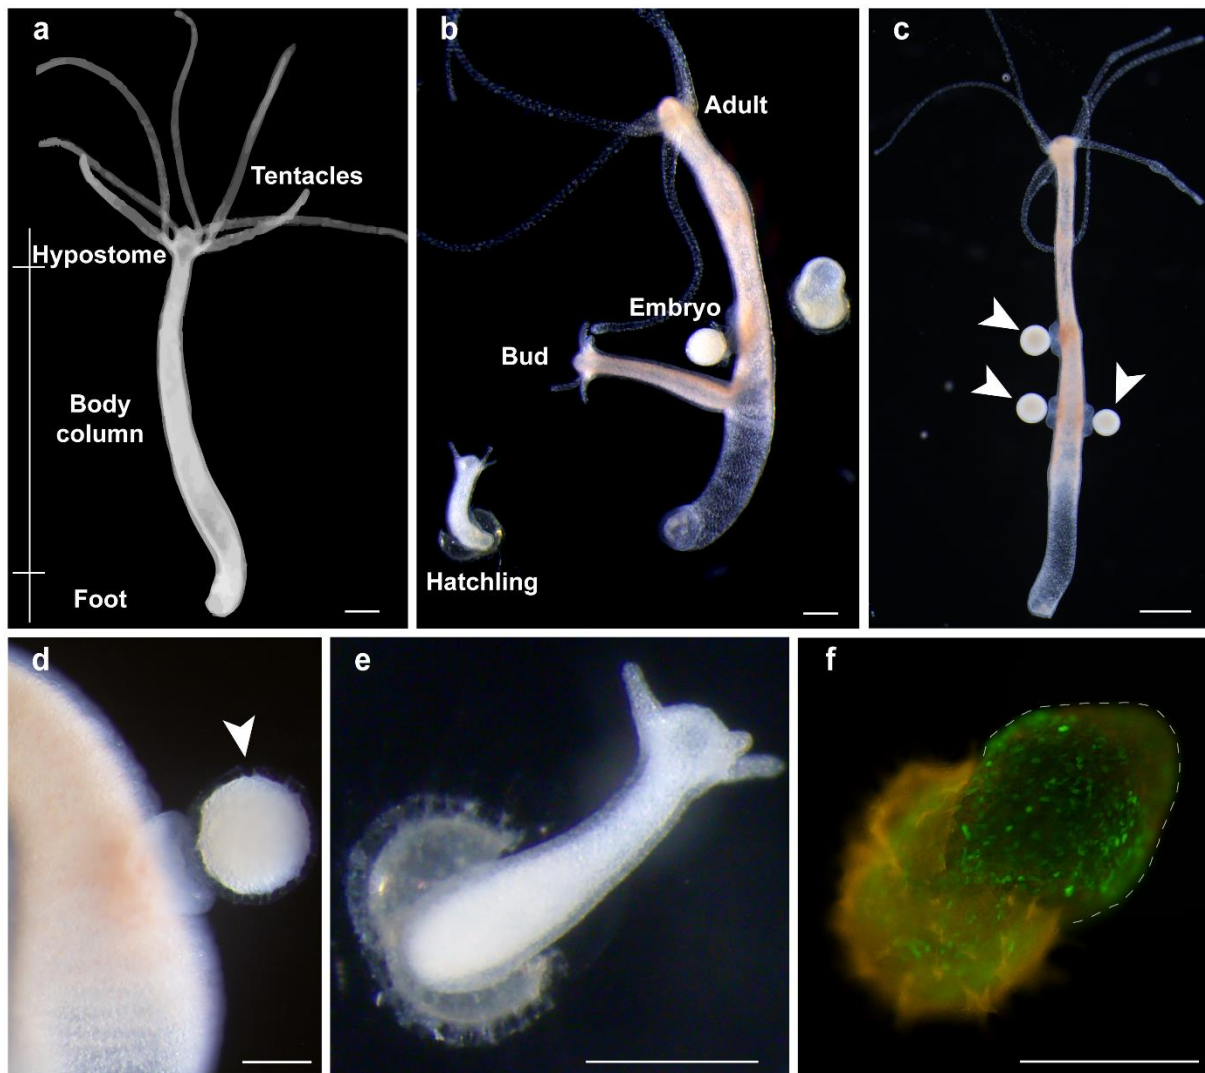 a
Tentacles
Hypostome
Body
column
Foot
b
Adult
Embryo
Bud
Hatchling
c
d
e
f